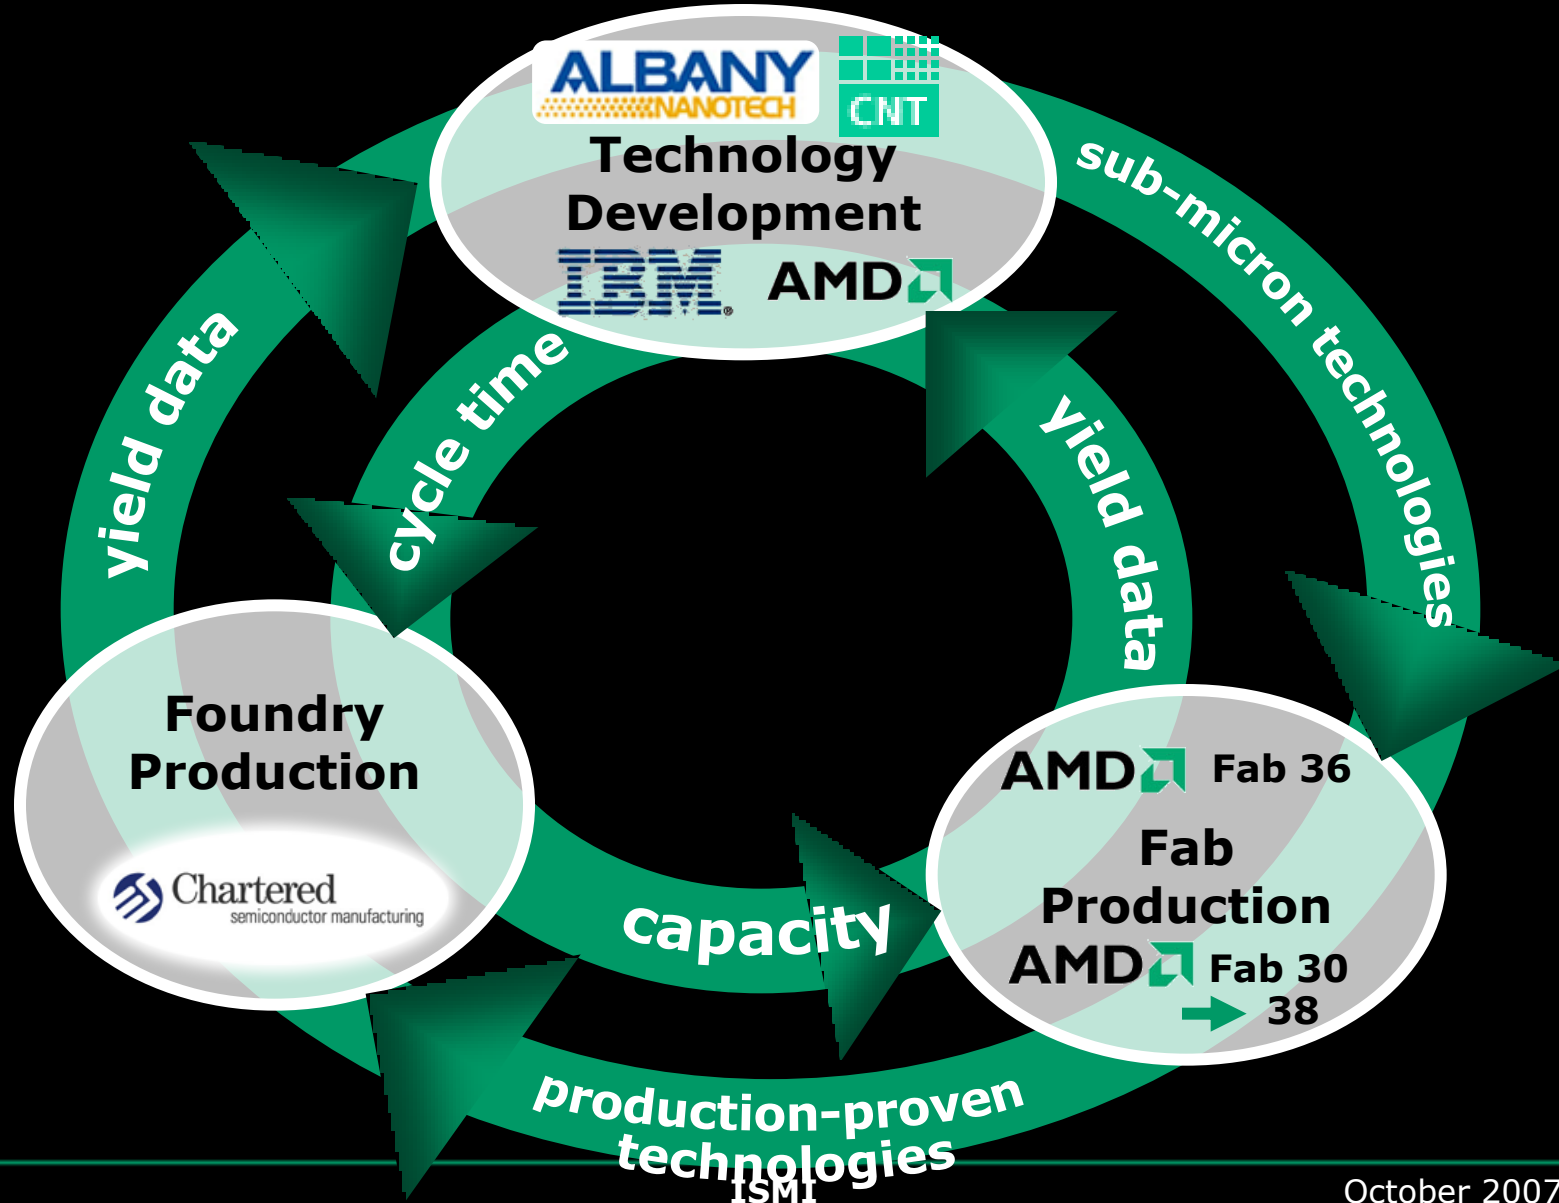 ALBANY
NANOTECH
CNT
Technology
Development
IBM®
AMD
sub-micron technologies
yield data
cycle time
yield data
Foundry
Production
Chartered
semiconductor manufacturing
AMD Fab 36
Fab
Production
AMD Fab 30
38
capacity
production-proven
technologies
ISMI
October 2007